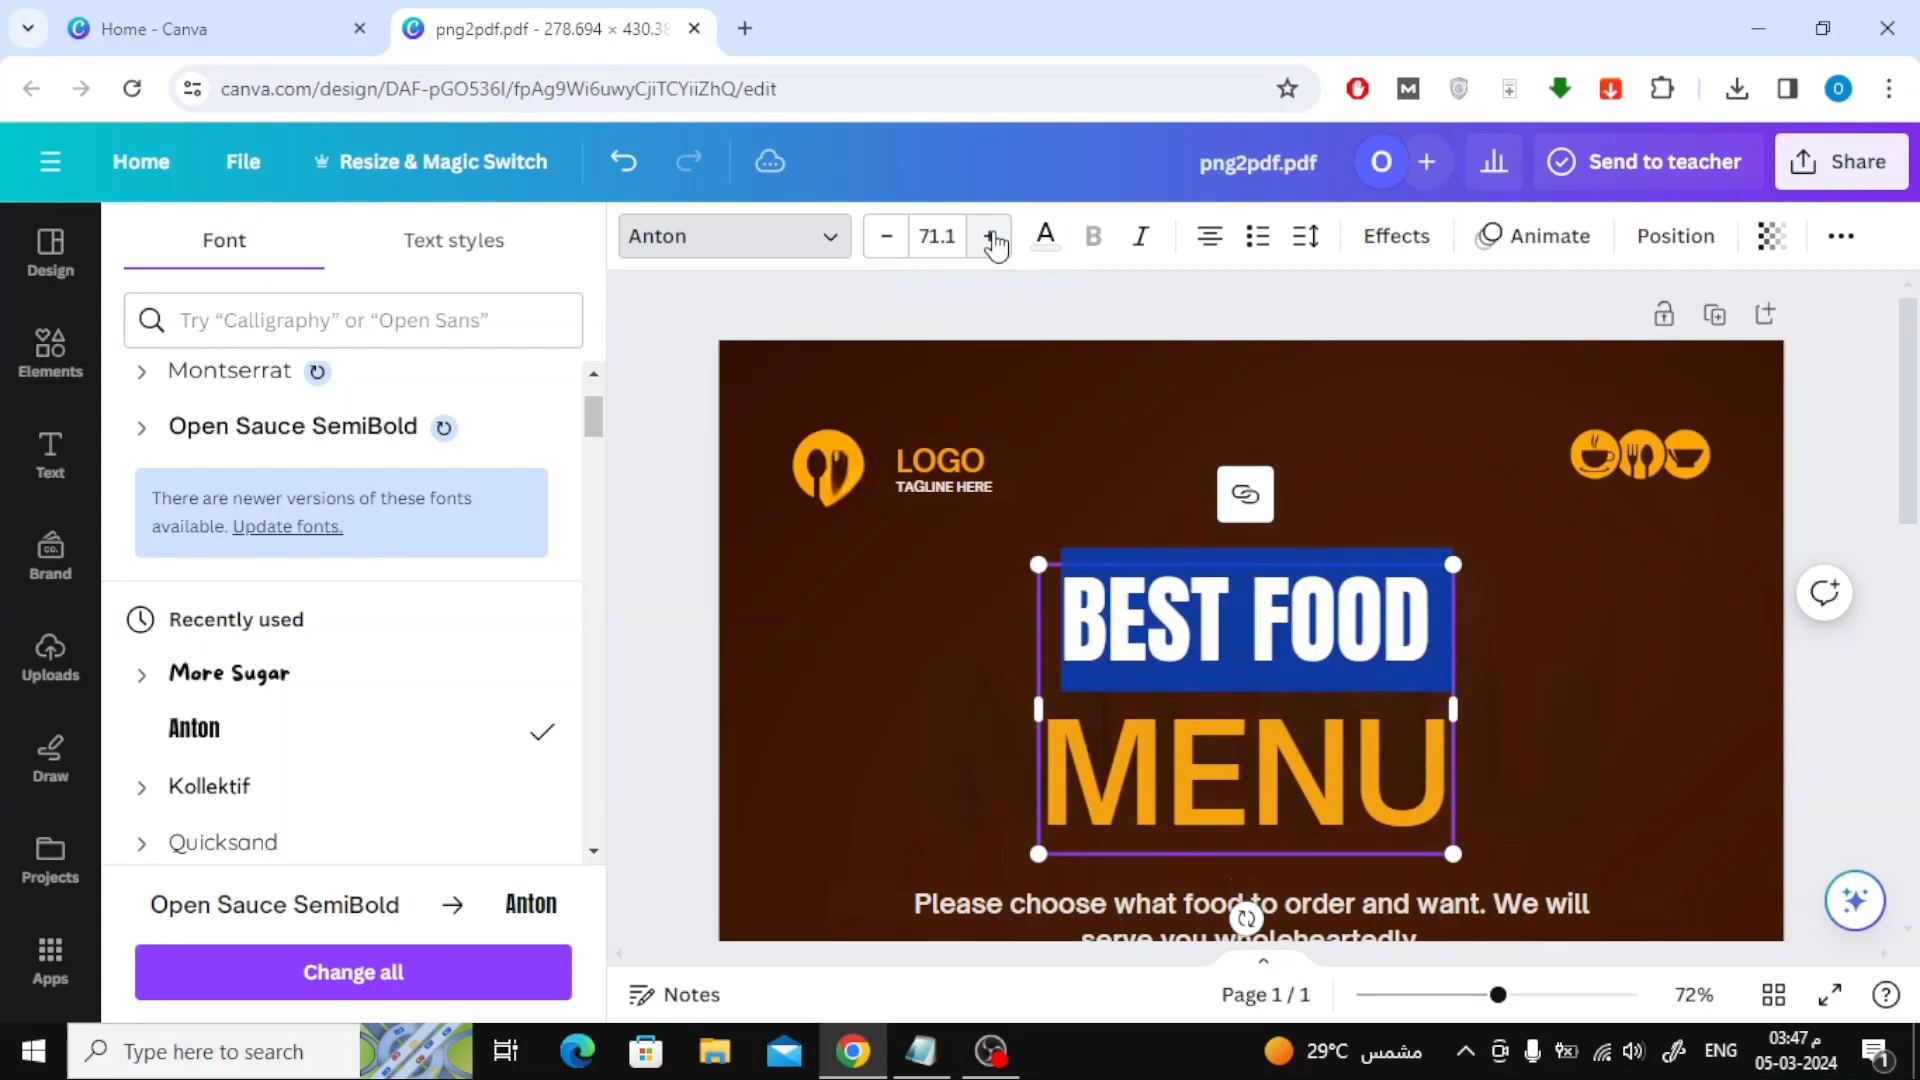 Home - Canva
png2pdf.pdf - 278.694 × 430.38
canva.com/design/DAF-pGO536I/fpAg9Wi6uwyCjiTCYiiZhQ/edit
Home
File
Resize & Magic Switch
png2pdf.pdf
O
Send to teacher
Share
Design
Elements
Text
Brand
Uploads
Draw
Projects
Apps
Font
Text styles
Try “Calligraphy” or “Open Sans”
Montserrat
Open Sauce SemiBold
There are newer versions of these fonts
available. Update fonts.
Recently used
More Sugar
Anton
Kollektif
Quicksand
Open Sauce SemiBold → Anton
Change all
Anton
71.1
A
B
I
Effects
Animate
Position
LOGO
TAGLINE HERE
BEST FOOD
MENU
Please choose what food to order and want. We will
serve you wholeheartedly
Notes
Page 1 / 1
72%
Type here to search
29°C مشمس
ENG
03:47 م
05-03-2024
1